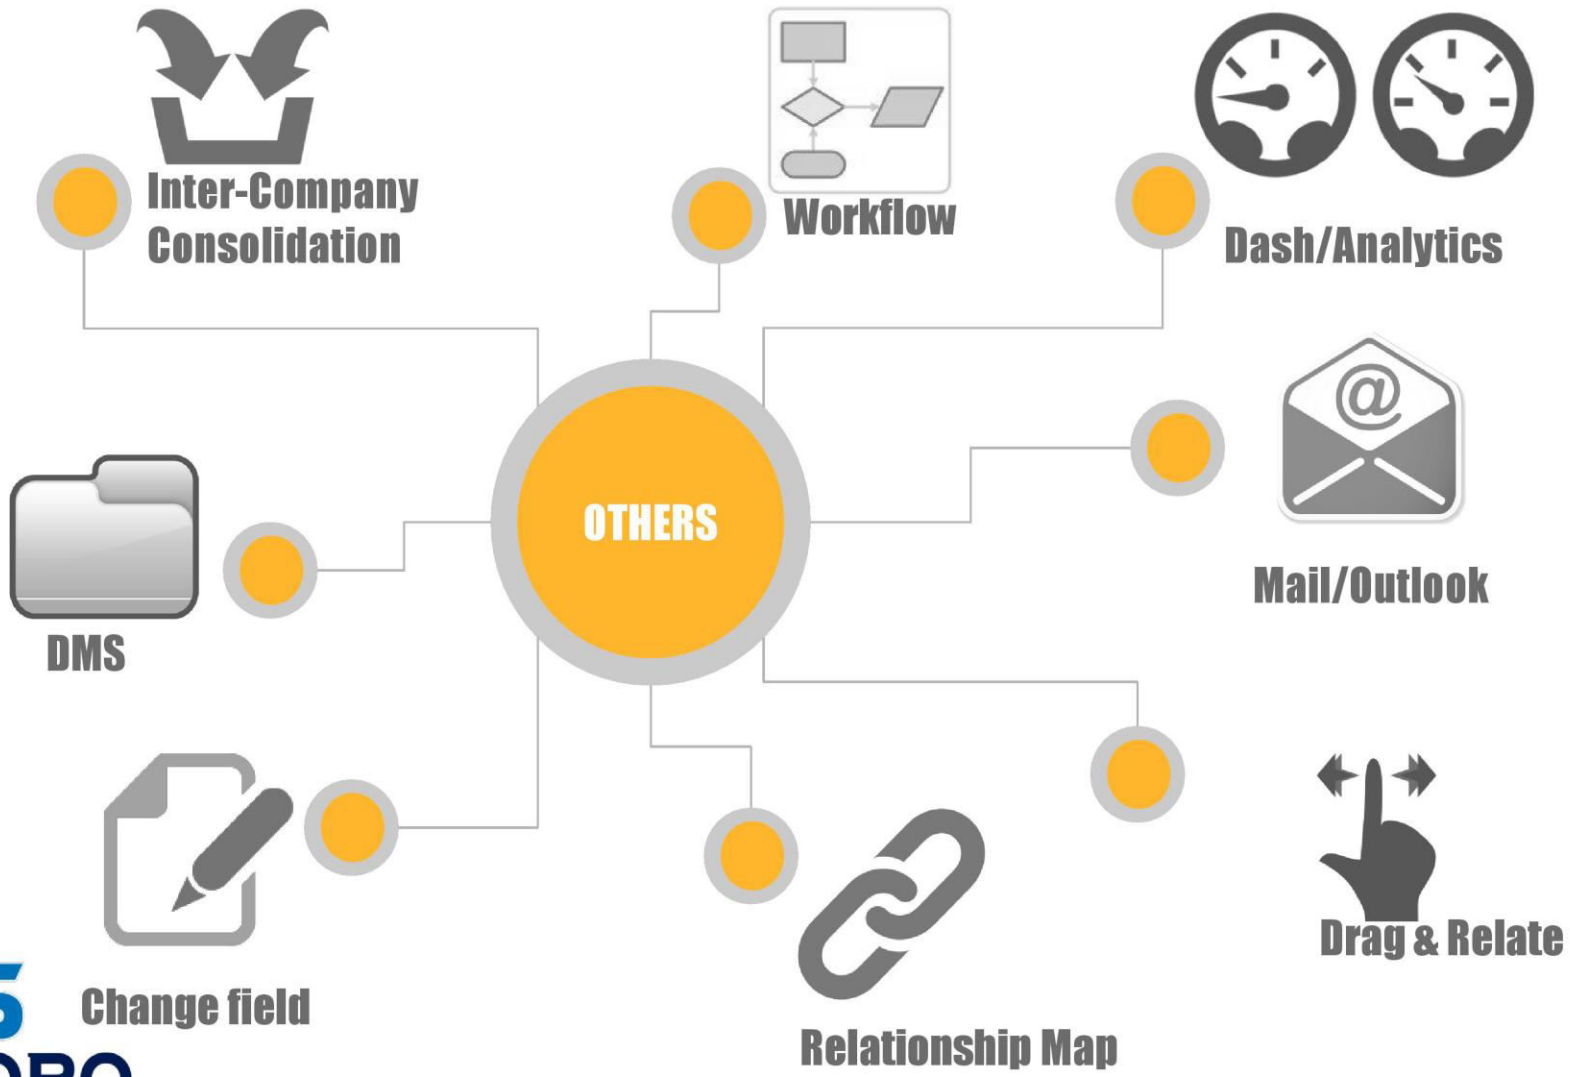 Inter-Company
Consolidation
Workflow
Dash/Analytics
@
OTHERS
Mail/Outlook
DMS
Drag & Relate
Change field
Relationship Map